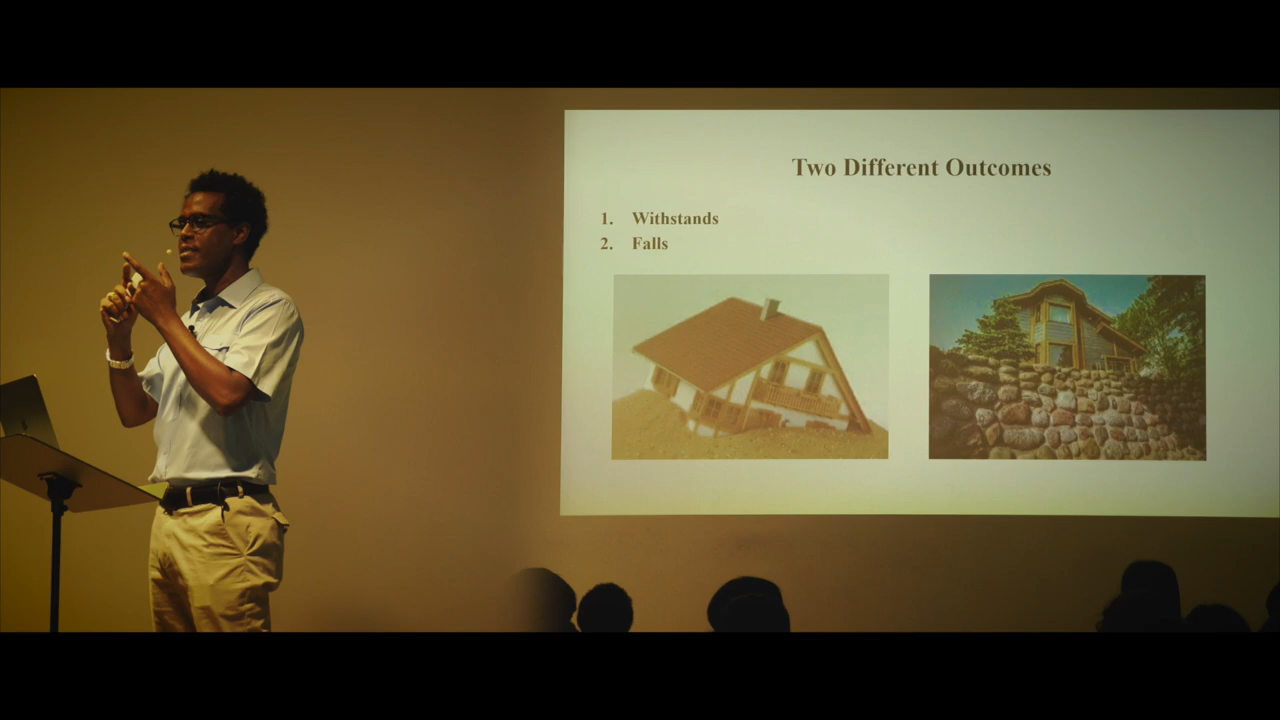 Two Different Outcomes
1. Withstands
2. Falls